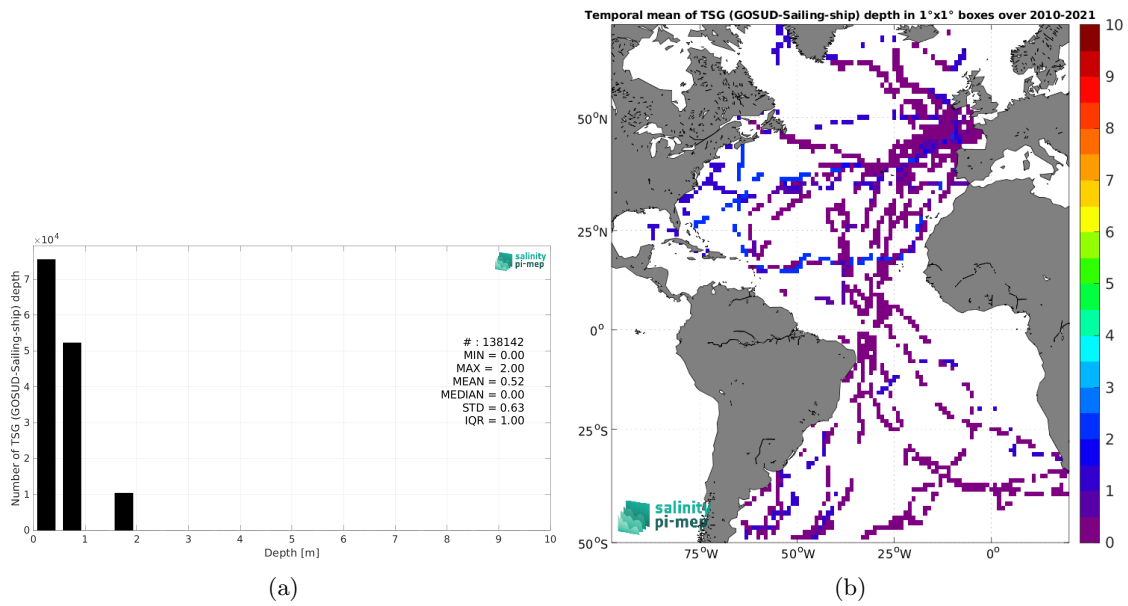 Temporal mean of TSG (GOSUD-Sailing-ship) depth in 1°x1° boxes over 2010-2021
×10⁴
7
6
5
4
3
2
1
0
Number of TSG (GOSUD-Sailing-ship) depth
salinity
pi-mep
# : 138142
MIN = 0.00
MAX = 2.00
MEAN = 0.52
MEDIAN = 0.00
STD = 0.63
IQR = 1.00
0 1 2 3 4 5 6 7 8 9 10
Depth [m]
(a)
50°N
25°N
0°
25°S
50°S
salinity
pi-mep
75°W 50°W 25°W 0°
10
9
8
7
6
5
4
3
2
1
0
(b)